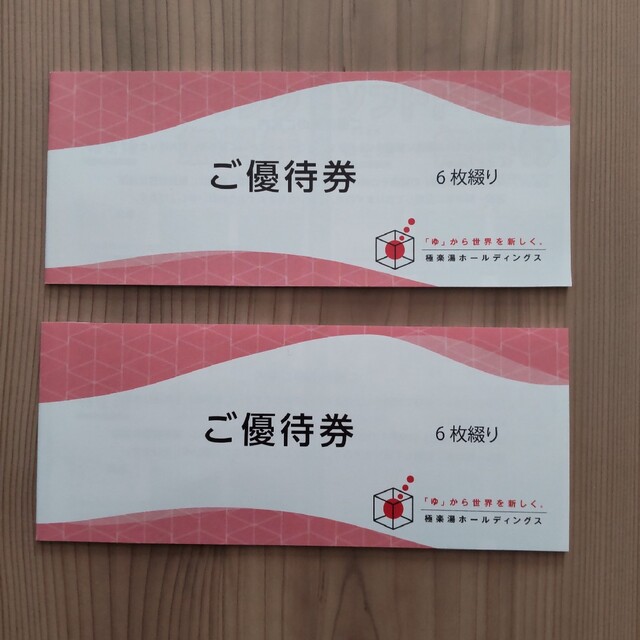 ご優待券
6枚綴り
「ゆ」から世界を新しく。
極楽湯ホールディングス
ご優待券
6枚綴り
「ゆ」から世界を新しく。
極楽湯ホールディングス